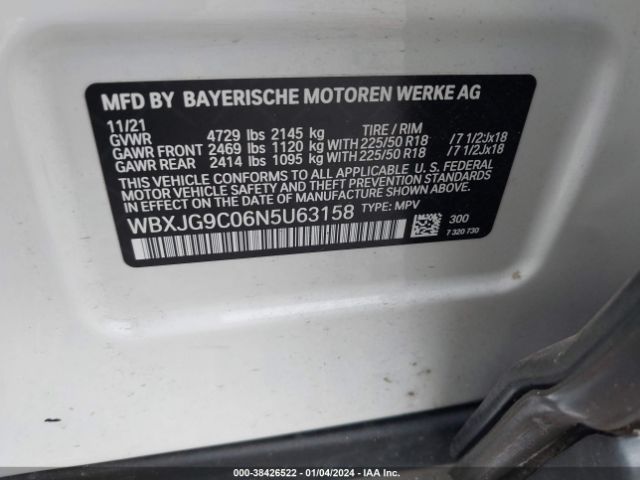 MFD BY BAYERISCHE MOTOREN WERKE AG
11/21
GVWR 4729 lbs 2145 kg TIRE / RIM
GAWR FRONT 2469 lbs 1120 kg WITH 225/50 R18 /7 1/2Jx18
GAWR REAR 2414 lbs 1095 kg WITH 225/50 R18 /7 1/2Jx18
THIS VEHICLE CONFORMS TO ALL APPLICABLE U.S. FEDERAL
MOTOR VEHICLE SAFETY, BUMPER, AND THEFT PREVENTION STANDARDS
IN EFFECT ON THE DATE OF MANUFACTURE SHOWN ABOVE.
WBXJG9C06N5U63158 TYPE: MPV
300
7 320 730
000-38426522 - 01/04/2024 - IAA Inc.